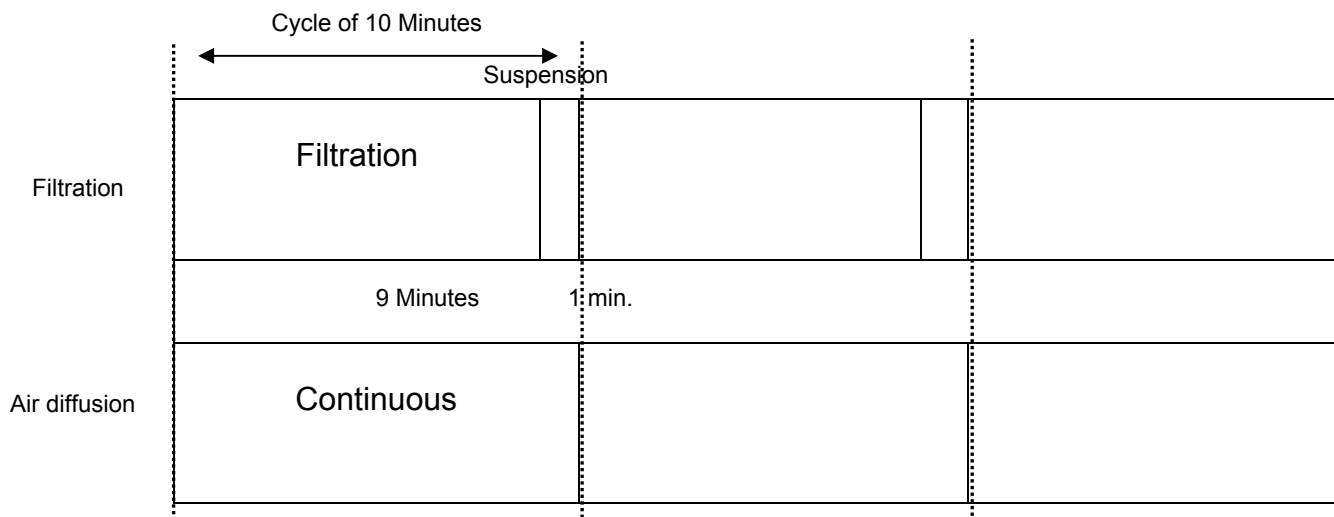 Cycle of 10 Minutes
Suspension
Filtration
Filtration
9 Minutes 1 min.
Continuous
Air diffusion